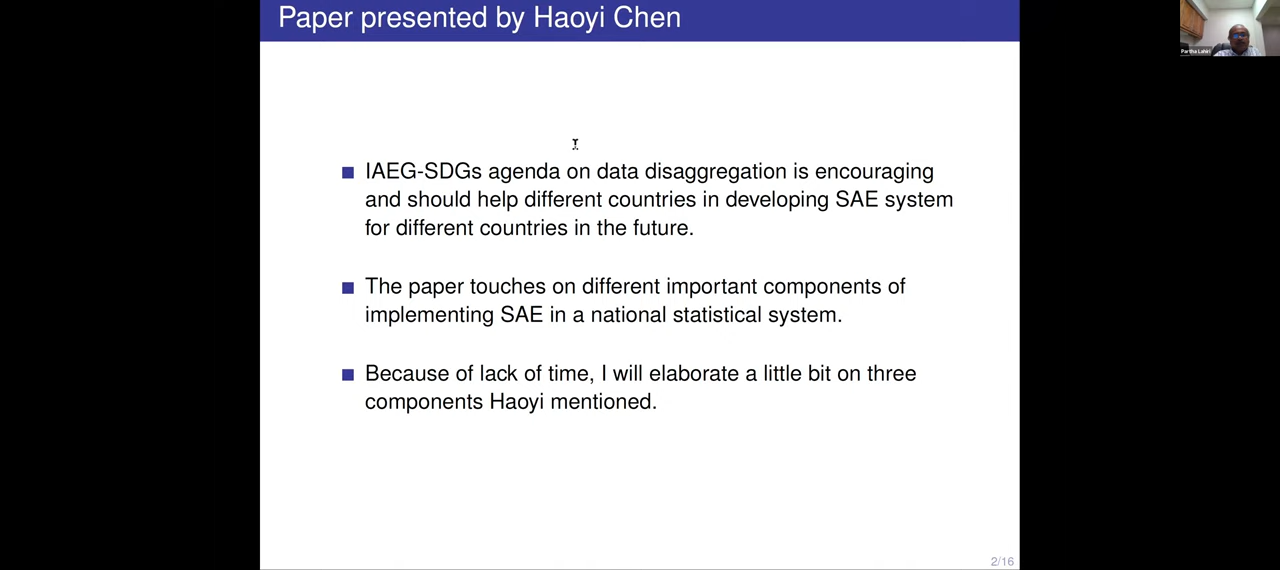 Paper presented by Haoyi Chen
Partha Lahiri
IAEG-SDGs agenda on data disaggregation is encouraging
and should help different countries in developing SAE system
for different countries in the future.
The paper touches on different important components of
implementing SAE in a national statistical system.
Because of lack of time, I will elaborate a little bit on three
components Haoyi mentioned.
2/16